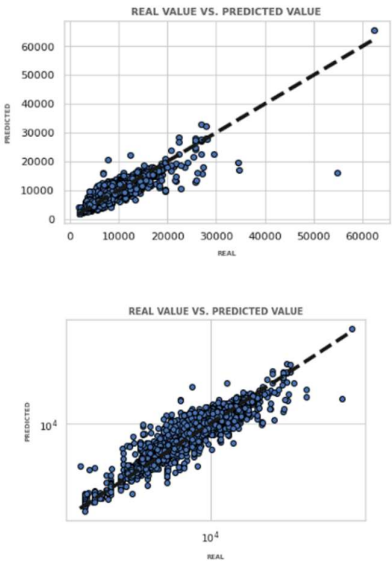 REAL VALUE VS. PREDICTED VALUE
60000
50000
40000
30000
20000
10000
0
PREDICTED
0 10000 20000 30000 40000 50000 60000
REAL
REAL VALUE VS. PREDICTED VALUE
PREDICTED
10⁴
10⁴
REAL